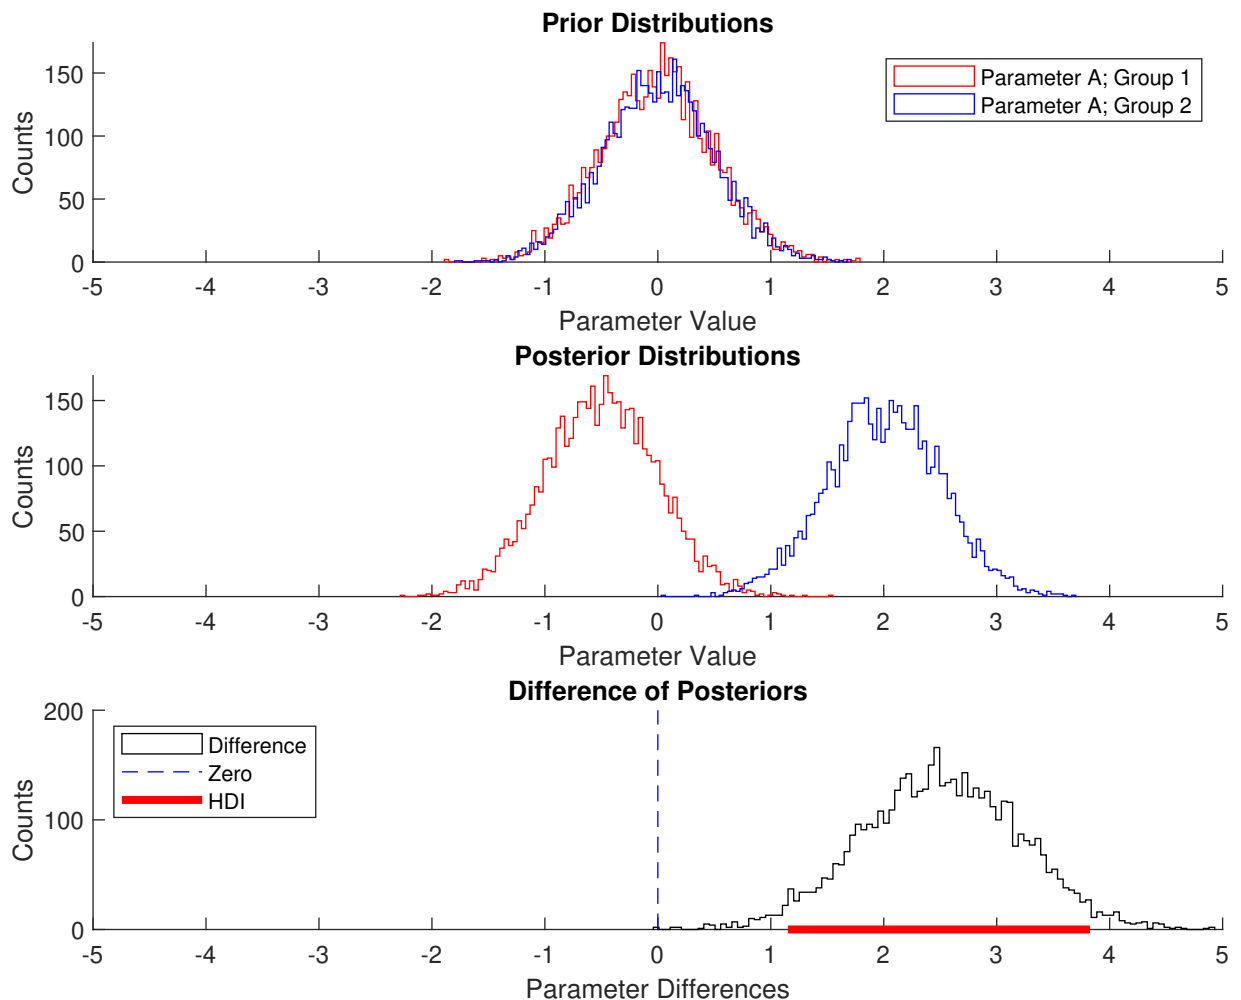 Prior Distributions
150
100
50
0
Counts
Parameter A; Group 1
Parameter A; Group 2
-5 -4 -3 -2 -1 0 1 2 3 4 5
Parameter Value
Posterior Distributions
150
100
50
0
Counts
-5 -4 -3 -2 -1 0 1 2 3 4 5
Parameter Value
Difference of Posteriors
200
100
0
Counts
Difference
Zero
HDI
-5 -4 -3 -2 -1 0 1 2 3 4 5
Parameter Differences